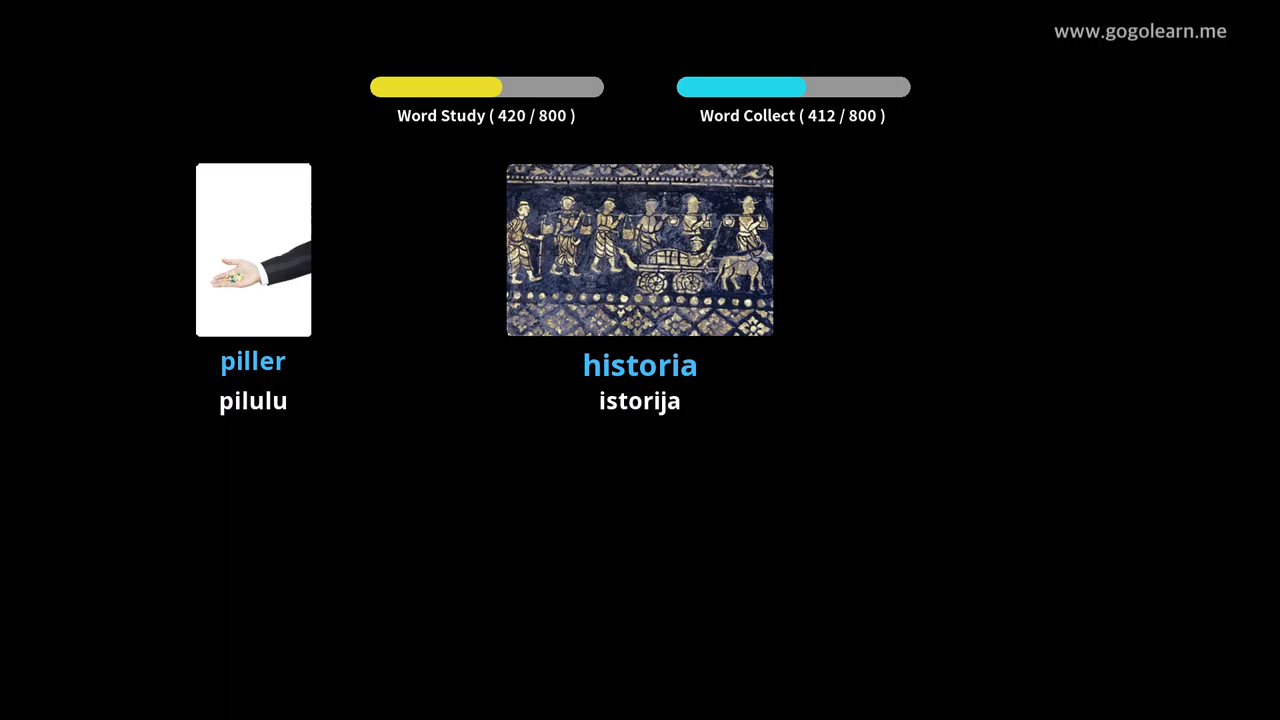 www.gogolearn.me
Word Study ( 420 / 800 )
Word Collect ( 412 / 800 )
piller
pilulu
historia
istorija